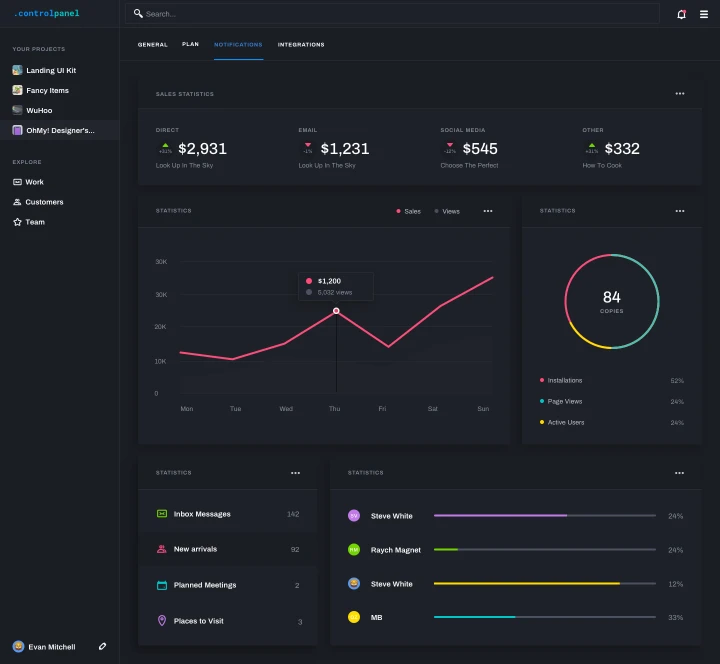 .controlpanel
Search...
YOUR PROJECTS
Landing UI Kit
Fancy Items
WuHoo
OhMy! Designer's...
EXPLORE
Work
Customers
Team
Evan Mitchell
GENERAL PLAN NOTIFICATIONS INTEGRATIONS
SALES STATISTICS
DIRECT
+31% $2,931
Look Up In The Sky
EMAIL
-1% $1,231
Look Up In The Sky
SOCIAL MEDIA
-12% $545
Choose The Perfect
OTHER
+31% $332
How To Cook
STATISTICS
Sales Views
30K
30K
20K
10K
0
$1,200
5,032 views
Mon Tue Wed Thu Fri Sat Sun
STATISTICS
84
COPIES
Installations 52%
Page Views 24%
Active Users 24%
STATISTICS
Inbox Messages 142
New arrivals 92
Planned Meetings 2
Places to Visit 3
STATISTICS
Steve White 24%
RM Raych Magnet 24%
Steve White 12%
MB 33%